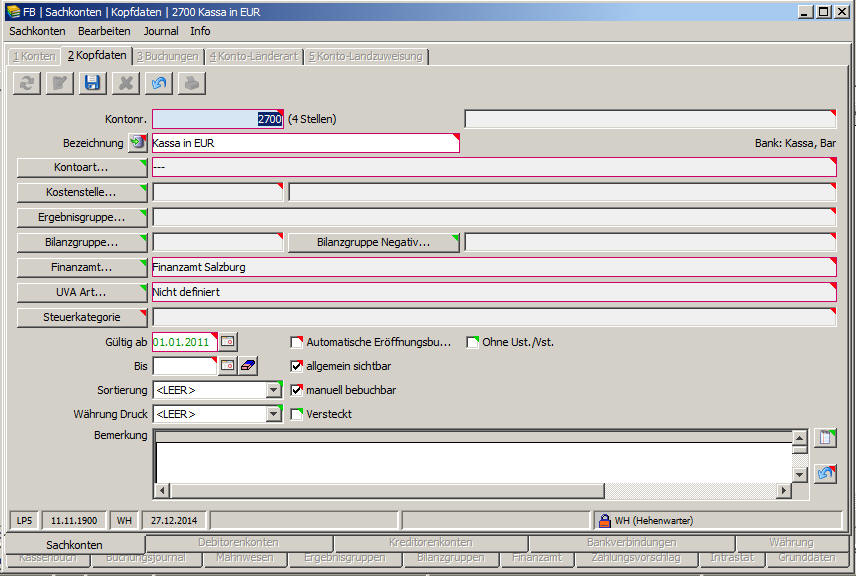 FB | Sachkonten | Kopfdaten | 2700 Kassa in EUR
Sachkonten Bearbeiten Journal Info
1 Konten 2 Kopfdaten 3 Buchungen 4 Konto-Länderart 5 Konto-Landzuweisung
Kontonr. 2700 (4 Stellen)
Bezeichnung Kassa in EUR Bank: Kassa, Bar
Kontoart... ---
Kostenstelle...
Ergebnisgruppe...
Bilanzgruppe... Bilanzgruppe Negativ...
Finanzamt... Finanzamt Salzburg
UVA Art... Nicht definiert
Steuerkategorie
Gültig ab 01.01.2011 Automatische Eröffnungsbu... Ohne Ust./Vst.
Bis allgemein sichtbar
Sortierung <LEER> manuell bebuchbar
Währung Druck <LEER> Versteckt
Bemerkung
LP5 11.11.1900 WH 27.12.2014 WH (Hehenwarter)
Sachkonten Debitorenkonten Kreditorenkonten Bankverbindungen Währung
Kassenbuch Buchungsjournal Mahnwesen Ergebnisgruppen Bilanzgruppen Finanzamt Zahlungsvorschlag Intrastat Grunddaten